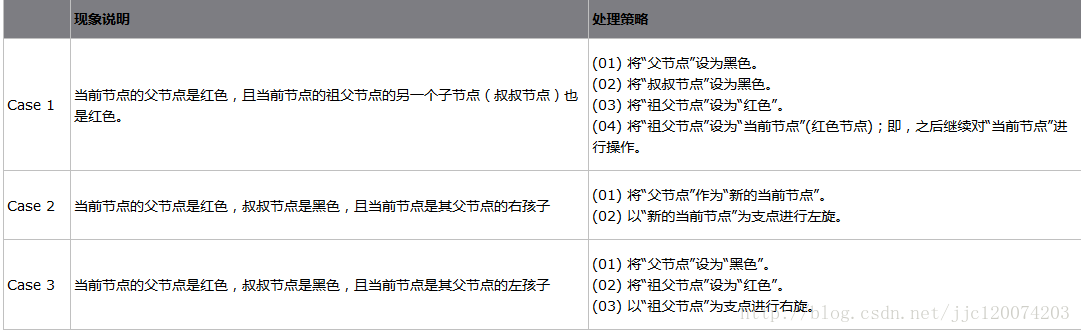 现象说明 处理策略
Case 1
当前节点的父节点是红色，且当前节点的祖父节点的另一个子节点（叔叔节点）也
是红色。
(01) 将“父节点”设为黑色。
(02) 将“叔叔节点”设为黑色。
(03) 将“祖父节点”设为“红色”。
(04) 将“祖父节点”设为“当前节点”(红色节点)；即，之后继续对“当前节点”进
行操作。
Case 2
当前节点的父节点是红色，叔叔节点是黑色，且当前节点是其父节点的右孩子
(01) 将“父节点”作为“新的当前节点”。
(02) 以“新的当前节点”为支点进行左旋。
Case 3
当前节点的父节点是红色，叔叔节点是黑色，且当前节点是其父节点的左孩子
(01) 将“父节点”设为“黑色”。
(02) 将“祖父节点”设为“红色”。
(03) 以“祖父节点”为支点进行右旋。
http://blog.csdn.net/jjc120074203